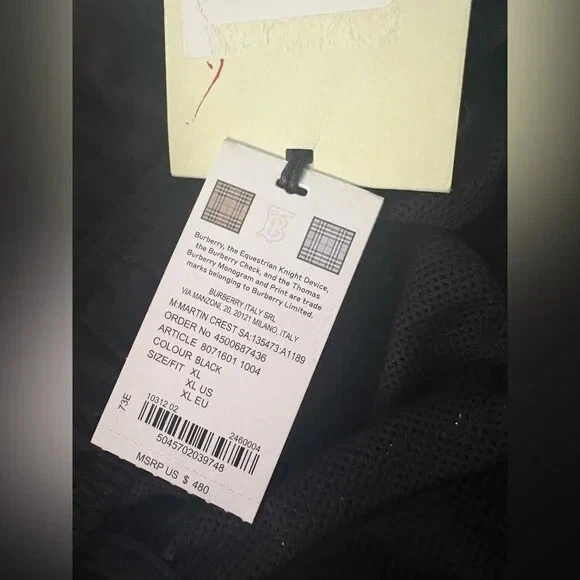 Burberry, the Equestrian Knight Device,
the Burberry Check, and the Thomas
Burberry Monogram and Print are trade
marks belonging to Burberry Limited.
BURBERRY ITALY SRL
VIA MANZONI, 20, 20121 MILANO, ITALY
M:MARTIN CREST SA:135473:A1189
ORDER No 4500687436
ARTICLE 8071601 1004
COLOUR BLACK
SIZE/FIT XL
XL US
XL EU
73E
10312 02
2460004
5045702039748
MSRP US $ 480